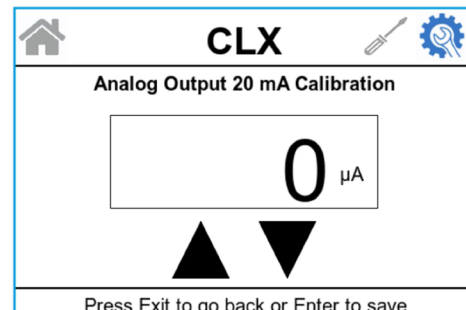 CLX
Analog Output 20 mA Calibration
0 µA
Press Exit to go back or Enter to save